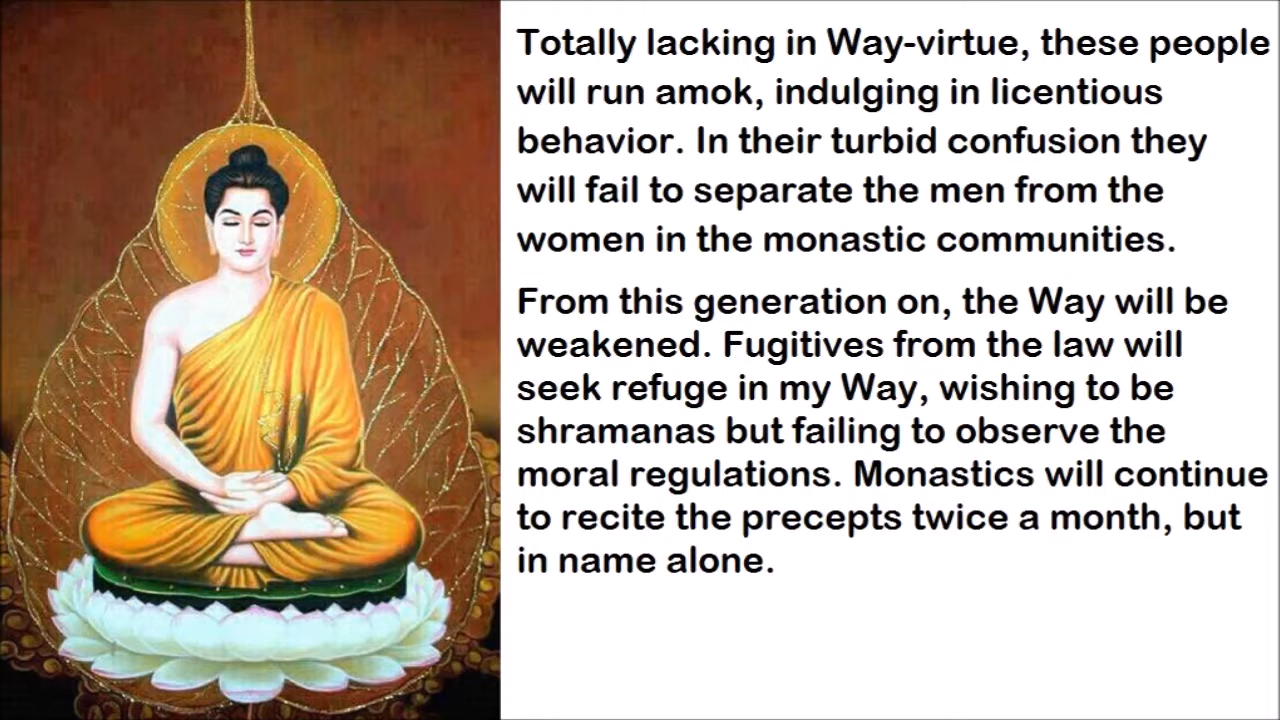 Totally lacking in Way-virtue, these people
will run amok, indulging in licentious
behavior. In their turbid confusion they
will fail to separate the men from the
women in the monastic communities.
From this generation on, the Way will be
weakened. Fugitives from the law will
seek refuge in my Way, wishing to be
shramanas but failing to observe the
moral regulations. Monastics will continue
to recite the precepts twice a month, but
in name alone.